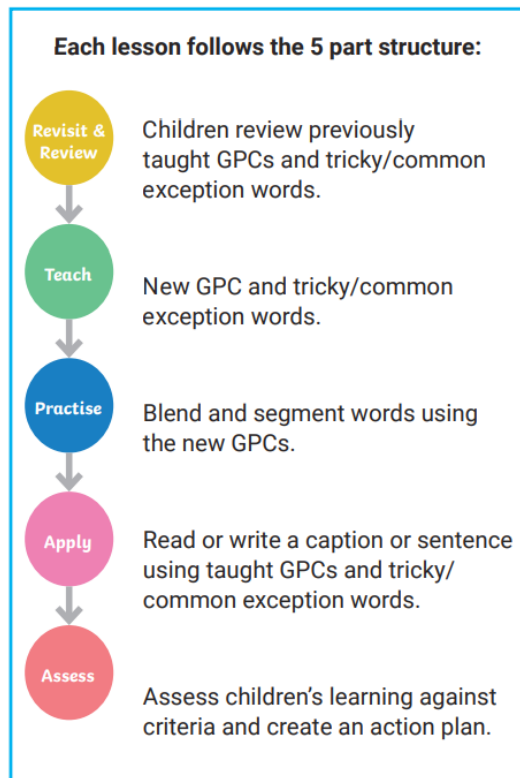 Each lesson follows the 5 part structure:
Revisit &
Review
Children review previously
taught GPCs and tricky/common
exception words.
Teach
New GPC and tricky/common
exception words.
Practise
Blend and segment words using
the new GPCs.
Apply
Read or write a caption or sentence
using taught GPCs and tricky/
common exception words.
Assess
Assess children’s learning against
criteria and create an action plan.